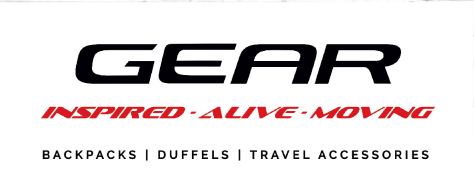 GEAR
INSPIRED - ALIVE - MOVING
BACKPACKS | DUFFELS | TRAVEL ACCESSORIES